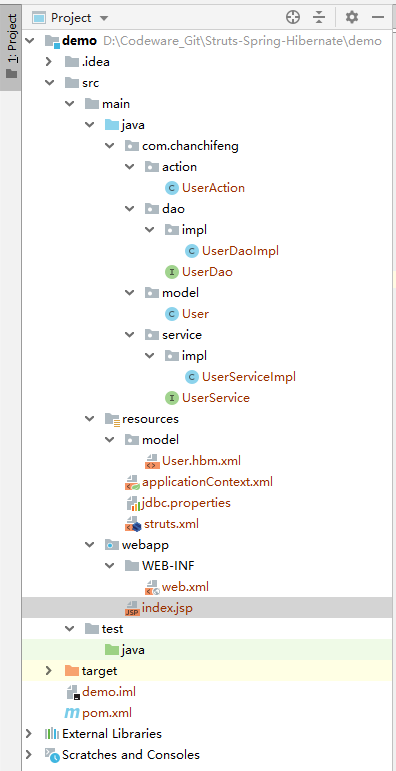 1: Project
Project
demo D:\Codeware_Git\Struts-Spring-Hibernate\demo
.idea
src
main
java
com.chanchifeng
action
C UserAction
dao
impl
C UserDaoImpl
I UserDao
model
C User
service
impl
C UserServiceImpl
I UserService
resources
model
User.hbm.xml
applicationContext.xml
jdbc.properties
struts.xml
webapp
WEB-INF
web.xml
JSP index.jsp
test
java
target
demo.iml
m pom.xml
External Libraries
Scratches and Consoles